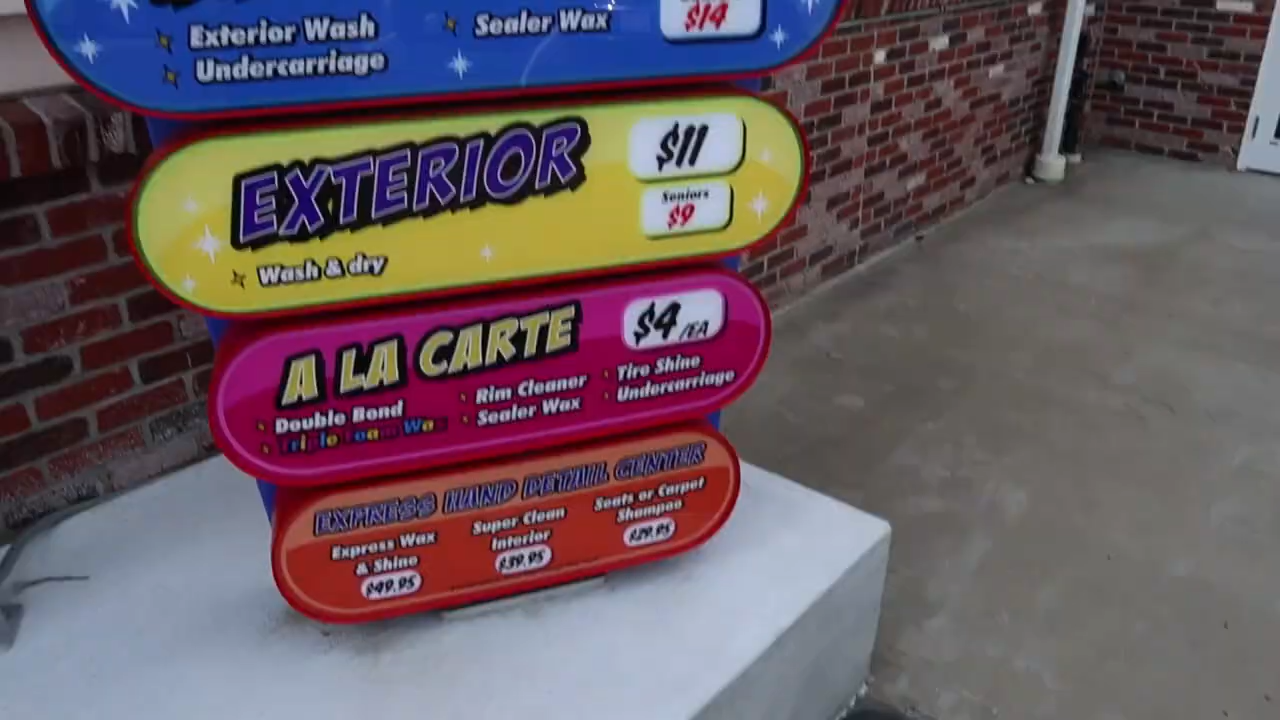 Exterior Wash
Undercarriage
Sealer Wax
$14
EXTERIOR
$11
Seniors
$9
Wash & dry
A LA CARTE
$4/EA
Double Bond
Triple Foam Wax
Rim Cleaner
Sealer Wax
Tire Shine
Undercarriage
EXPRESS HAND DETAIL CENTER
Express Wax
& Shine
$49.95
Super Clean
Interior
$39.95
Seats or Carpet
Shampoo
$29.95